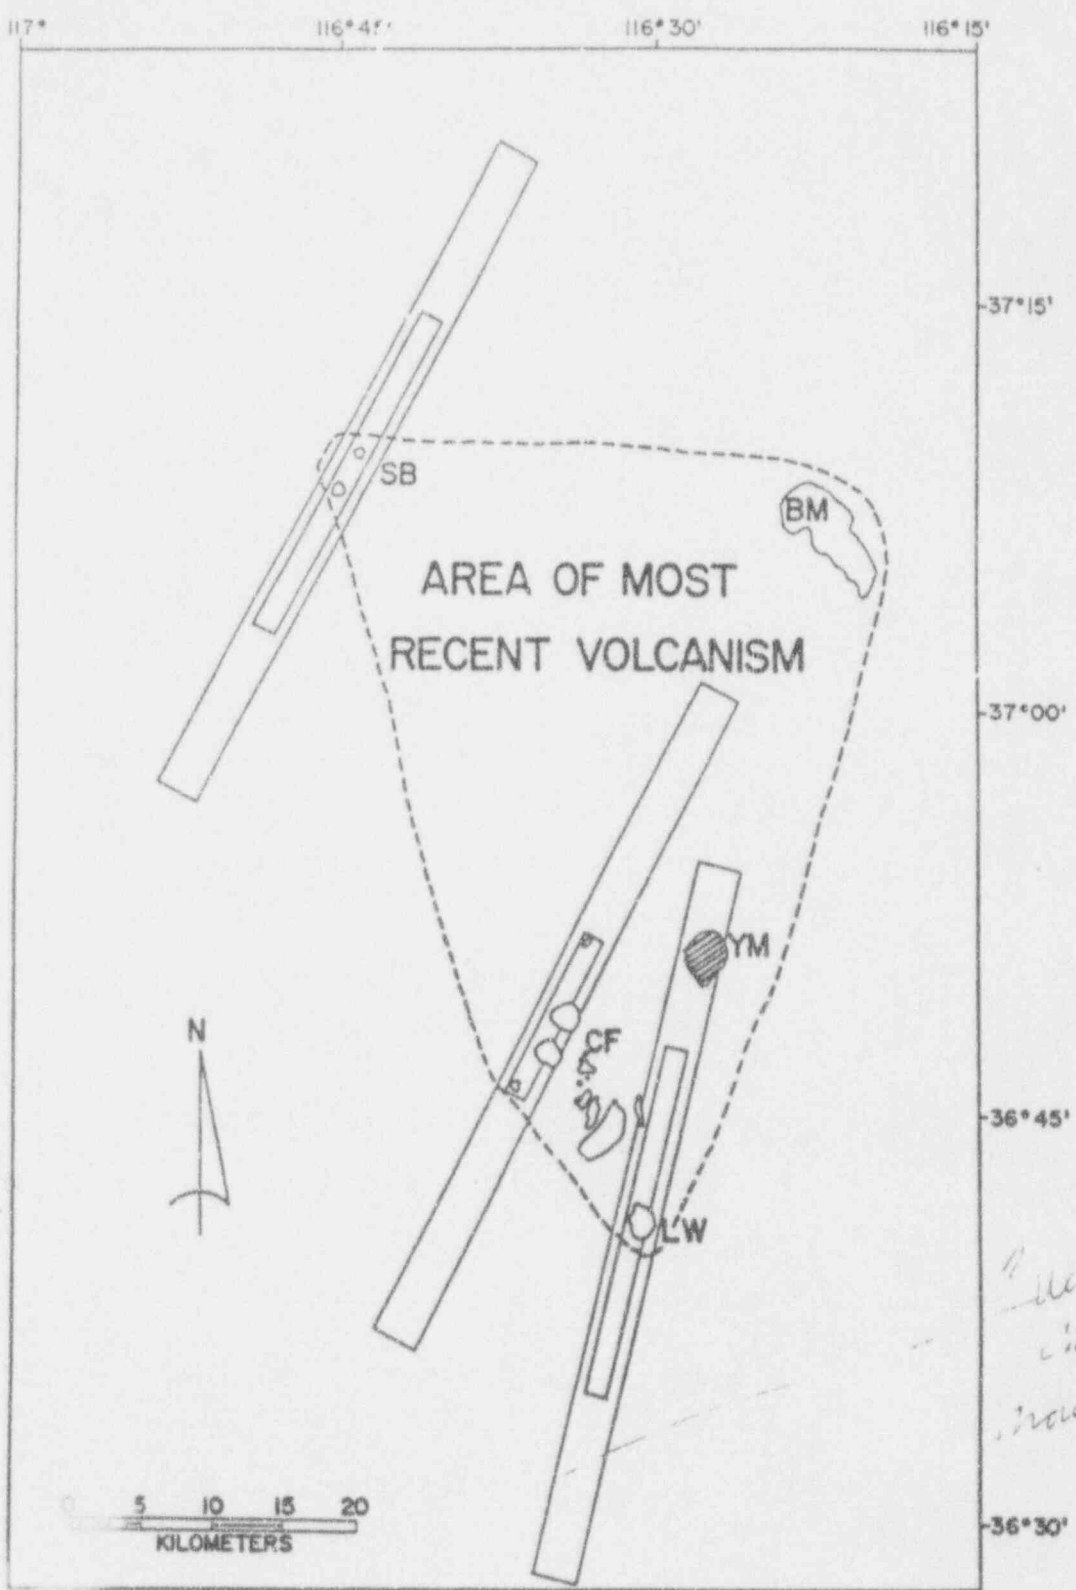 117°
116°45'
116°30'
116°15'
37°15'
SB
BM
AREA OF MOST
RECENT VOLCANISM
37°00'
YM
N
CF
36°45'
LW
0 5 10 15 20
KILOMETERS
36°30'